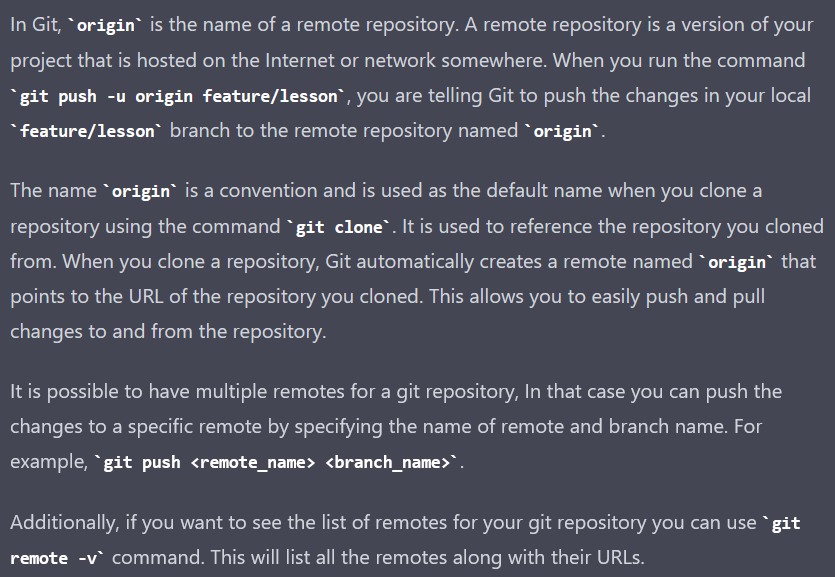 In Git, `origin` is the name of a remote repository. A remote repository is a version of your
project that is hosted on the Internet or network somewhere. When you run the command
`git push -u origin feature/lesson`, you are telling Git to push the changes in your local
`feature/lesson` branch to the remote repository named `origin`.
The name `origin` is a convention and is used as the default name when you clone a
repository using the command `git clone`. It is used to reference the repository you cloned
from. When you clone a repository, Git automatically creates a remote named `origin` that
points to the URL of the repository you cloned. This allows you to easily push and pull
changes to and from the repository.
It is possible to have multiple remotes for a git repository, In that case you can push the
changes to a specific remote by specifying the name of remote and branch name. For
example, `git push <remote_name> <branch_name>`.
Additionally, if you want to see the list of remotes for your git repository you can use `git
remote -v` command. This will list all the remotes along with their URLs.